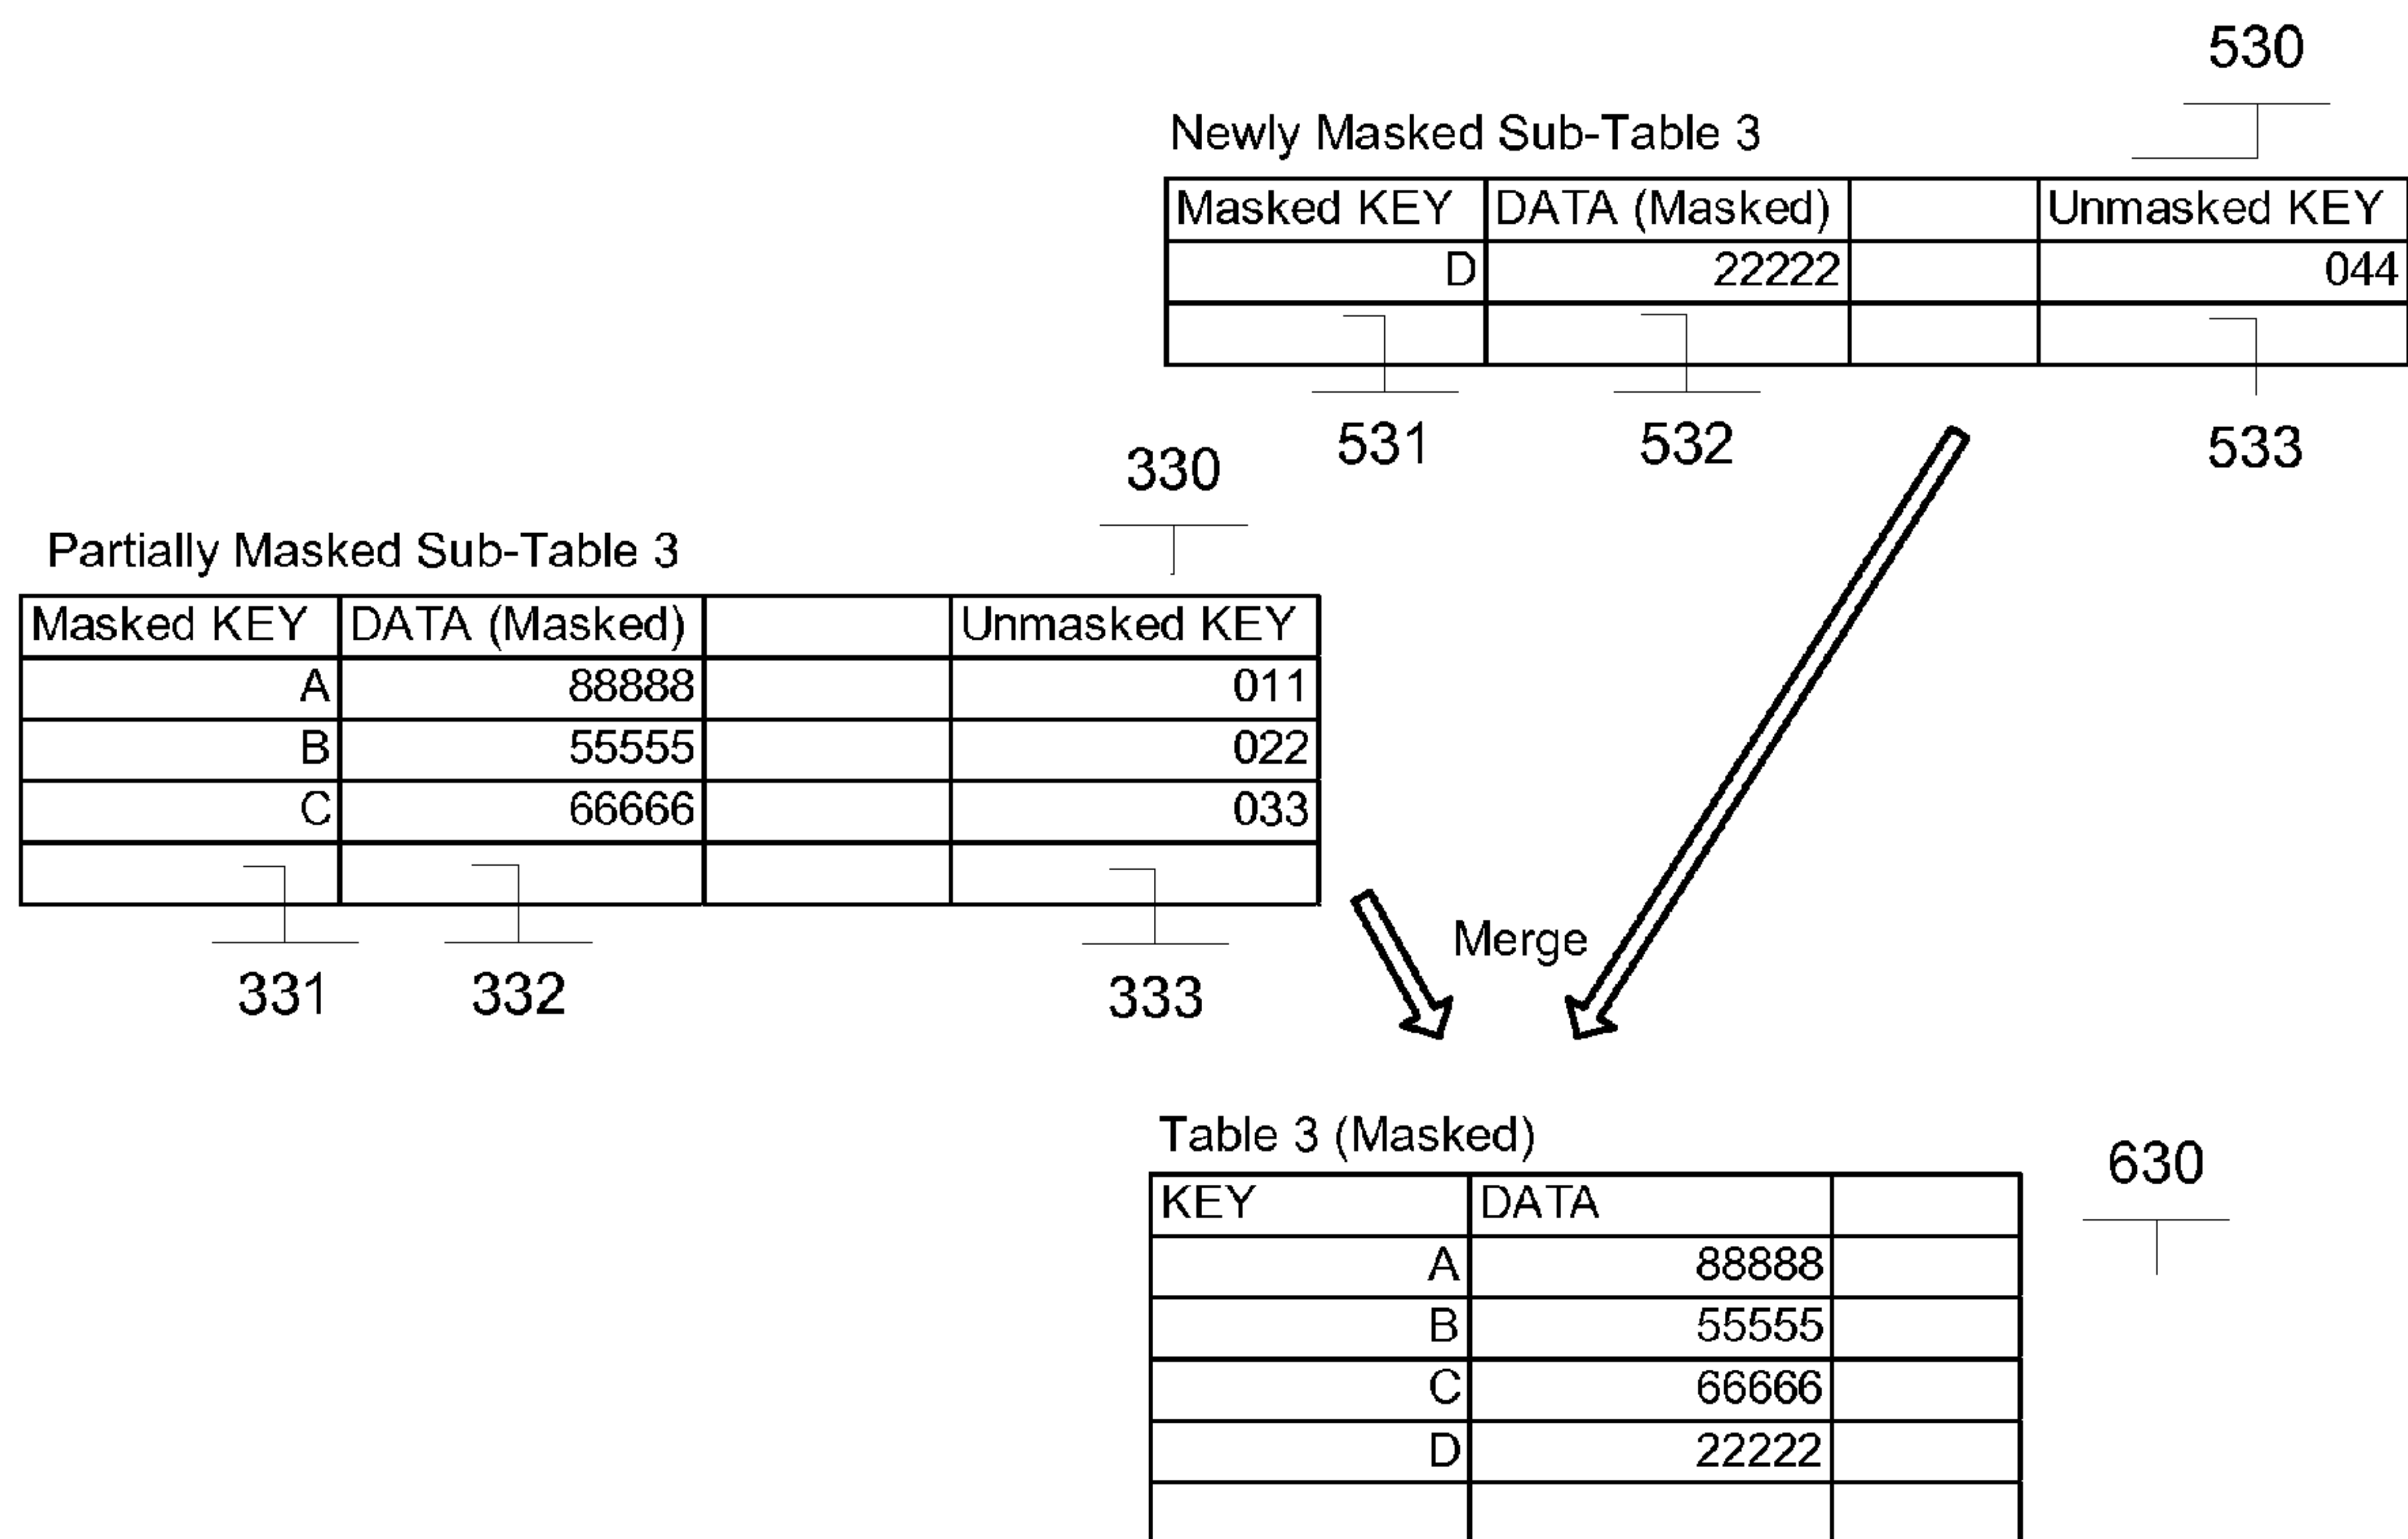 530
Newly Masked Sub-Table 3
Masked KEY DATA (Masked) Unmasked KEY
D 22222 044
531 532 533
330
Partially Masked Sub-Table 3
Masked KEY DATA (Masked) Unmasked KEY
A 88888 011
B 55555 022
C 66666 033
331 332 333
Merge
Table 3 (Masked)
630
KEY DATA
A 88888
B 55555
C 66666
D 22222